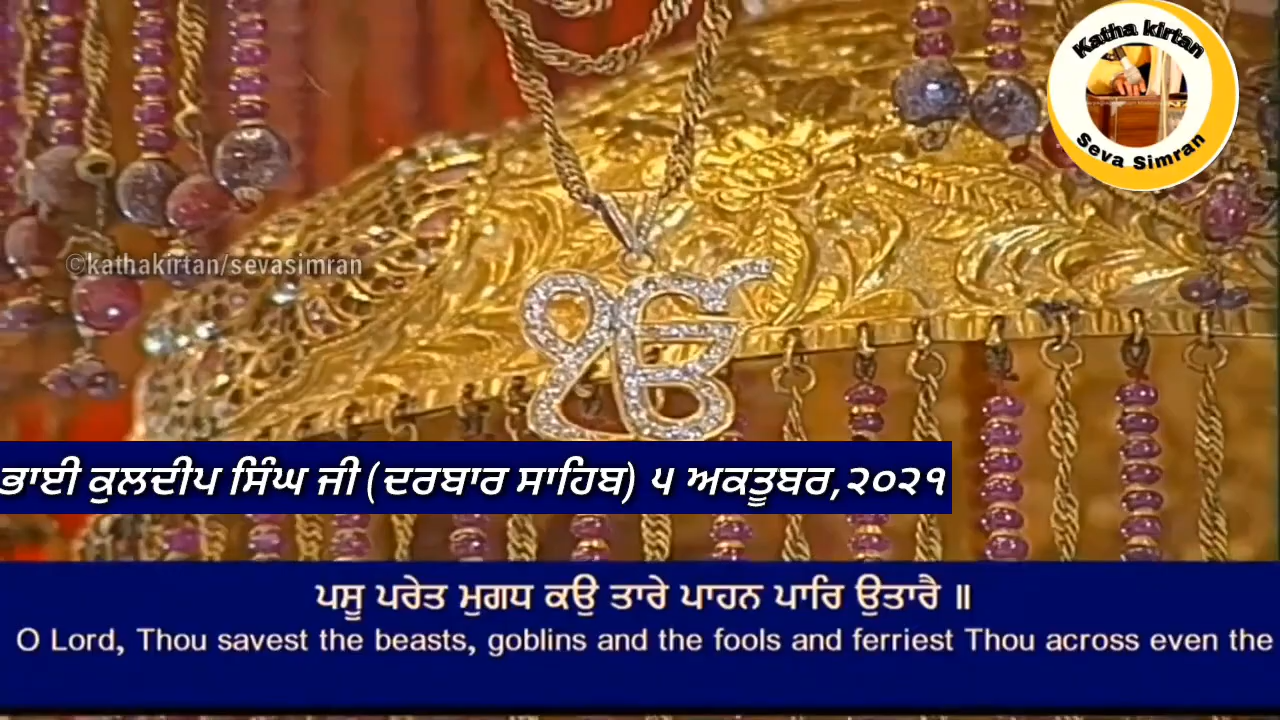 Katha kirtan
Seva Simran
©kathakirtan/sevasimran
ਭਾਈ ਕੁਲਦੀਪ ਸਿੰਘ ਜੀ (ਦਰਬਾਰ ਸਾਹਿਬ) ੫ ਅਕਤੂਬਰ,੨੦੨੧
ਪਸੂ ਪਰੇਤ ਮੁਗਧ ਕਉ ਤਾਰੇ ਪਾਹਨ ਪਾਰਿ ਉਤਾਰੈ ॥
O Lord, Thou savest the beasts, goblins and the fools and ferriest Thou across even the